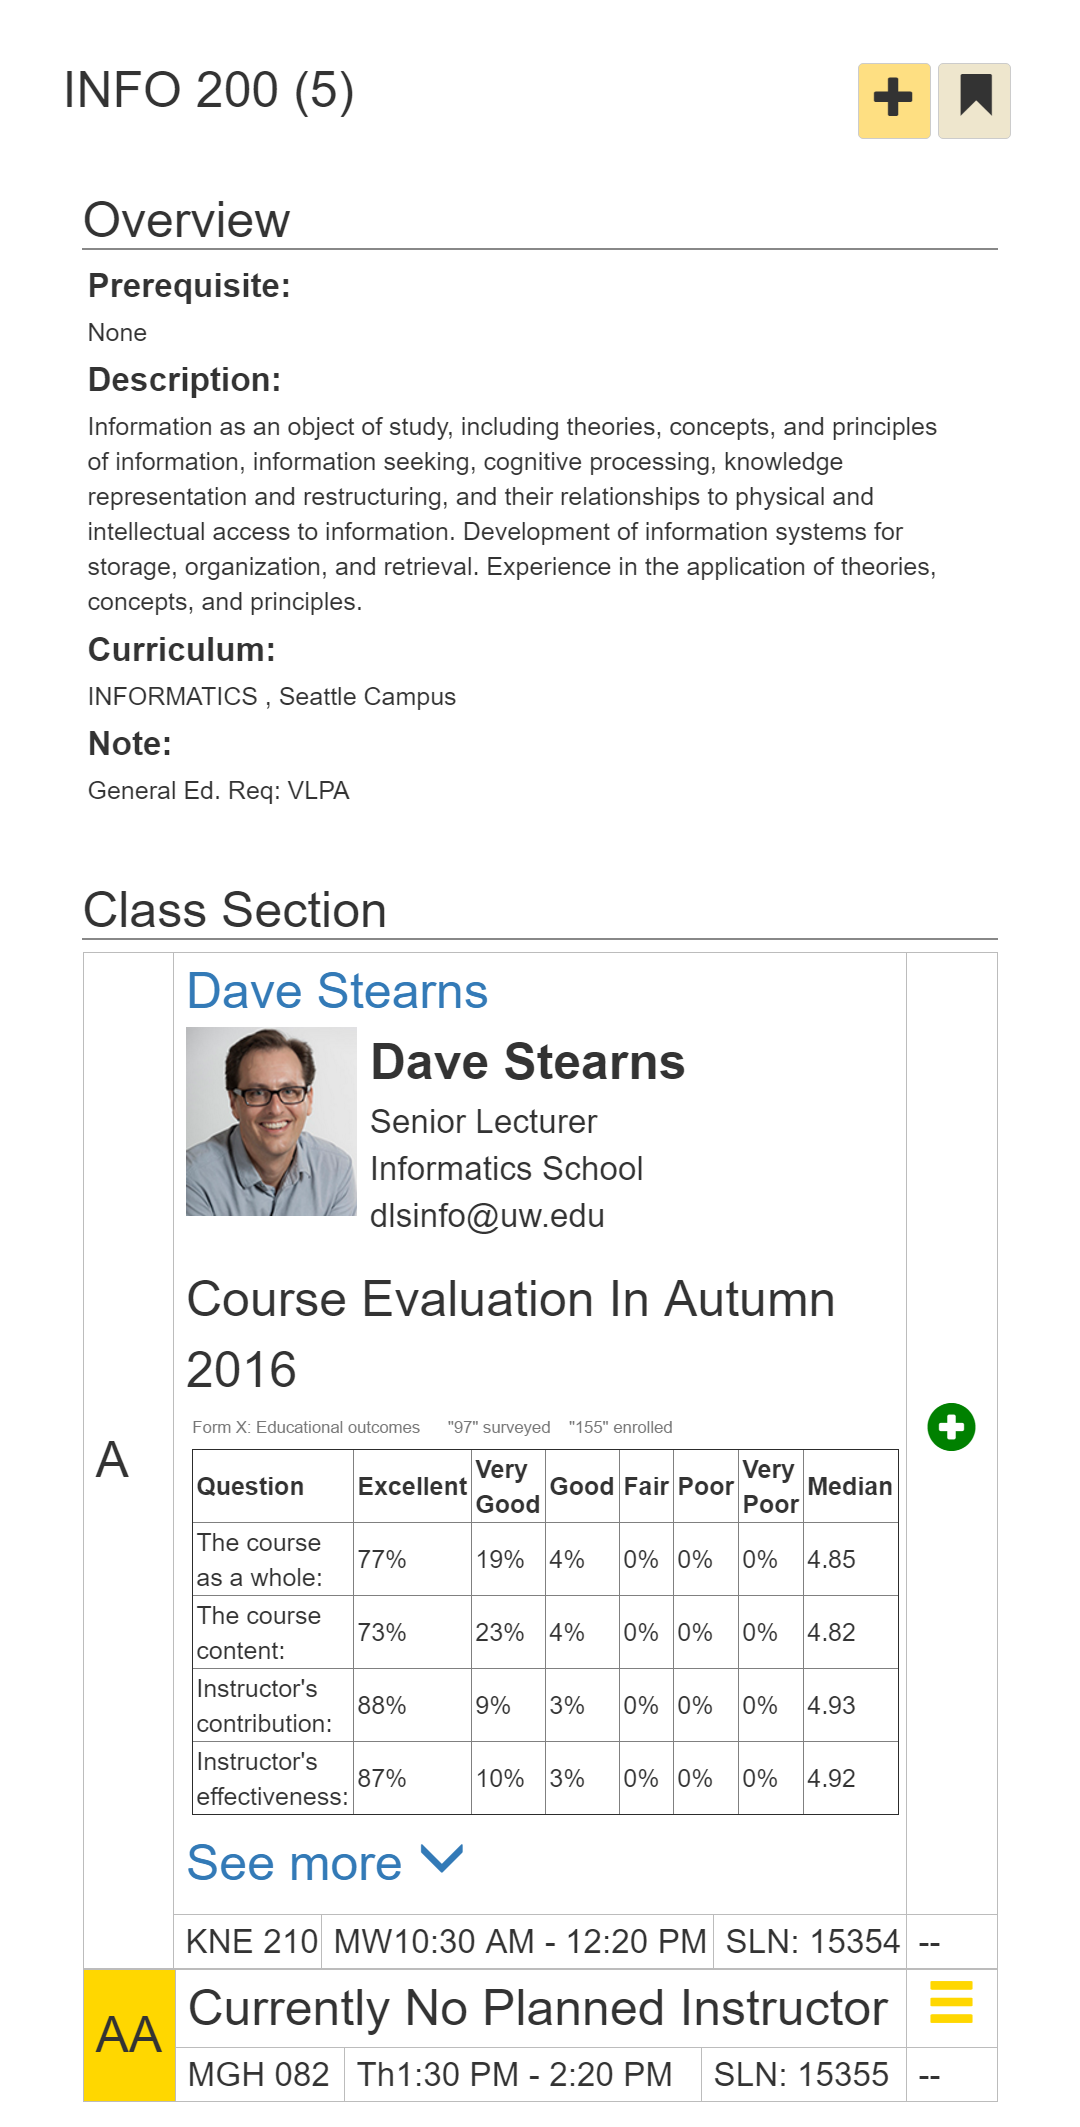 INFO 200 (5)
Overview
Prerequisite:
None
Description:
Information as an object of study, including theories, concepts, and principles
of information, information seeking, cognitive processing, knowledge
representation and restructuring, and their relationships to physical and
intellectual access to information. Development of information systems for
storage, organization, and retrieval. Experience in the application of theories,
concepts, and principles.
Curriculum:
INFORMATICS , Seattle Campus
Note:
General Ed. Req: VLPA
Class Section
A
Dave Stearns
Dave Stearns
Senior Lecturer
Informatics School
dlsinfo@uw.edu
Course Evaluation In Autumn
2016
Form X: Educational outcomes "97" surveyed "155" enrolled
Question Excellent Very Good Good Fair Poor Very Poor Median
The course as a whole: 77% 19% 4% 0% 0% 0% 4.85
The course content: 73% 23% 4% 0% 0% 0% 4.82
Instructor's contribution: 88% 9% 3% 0% 0% 0% 4.93
Instructor's effectiveness: 87% 10% 3% 0% 0% 0% 4.92
See more
KNE 210 MW10:30 AM - 12:20 PM SLN: 15354 --
AA Currently No Planned Instructor
MGH 082 Th1:30 PM - 2:20 PM SLN: 15355 --